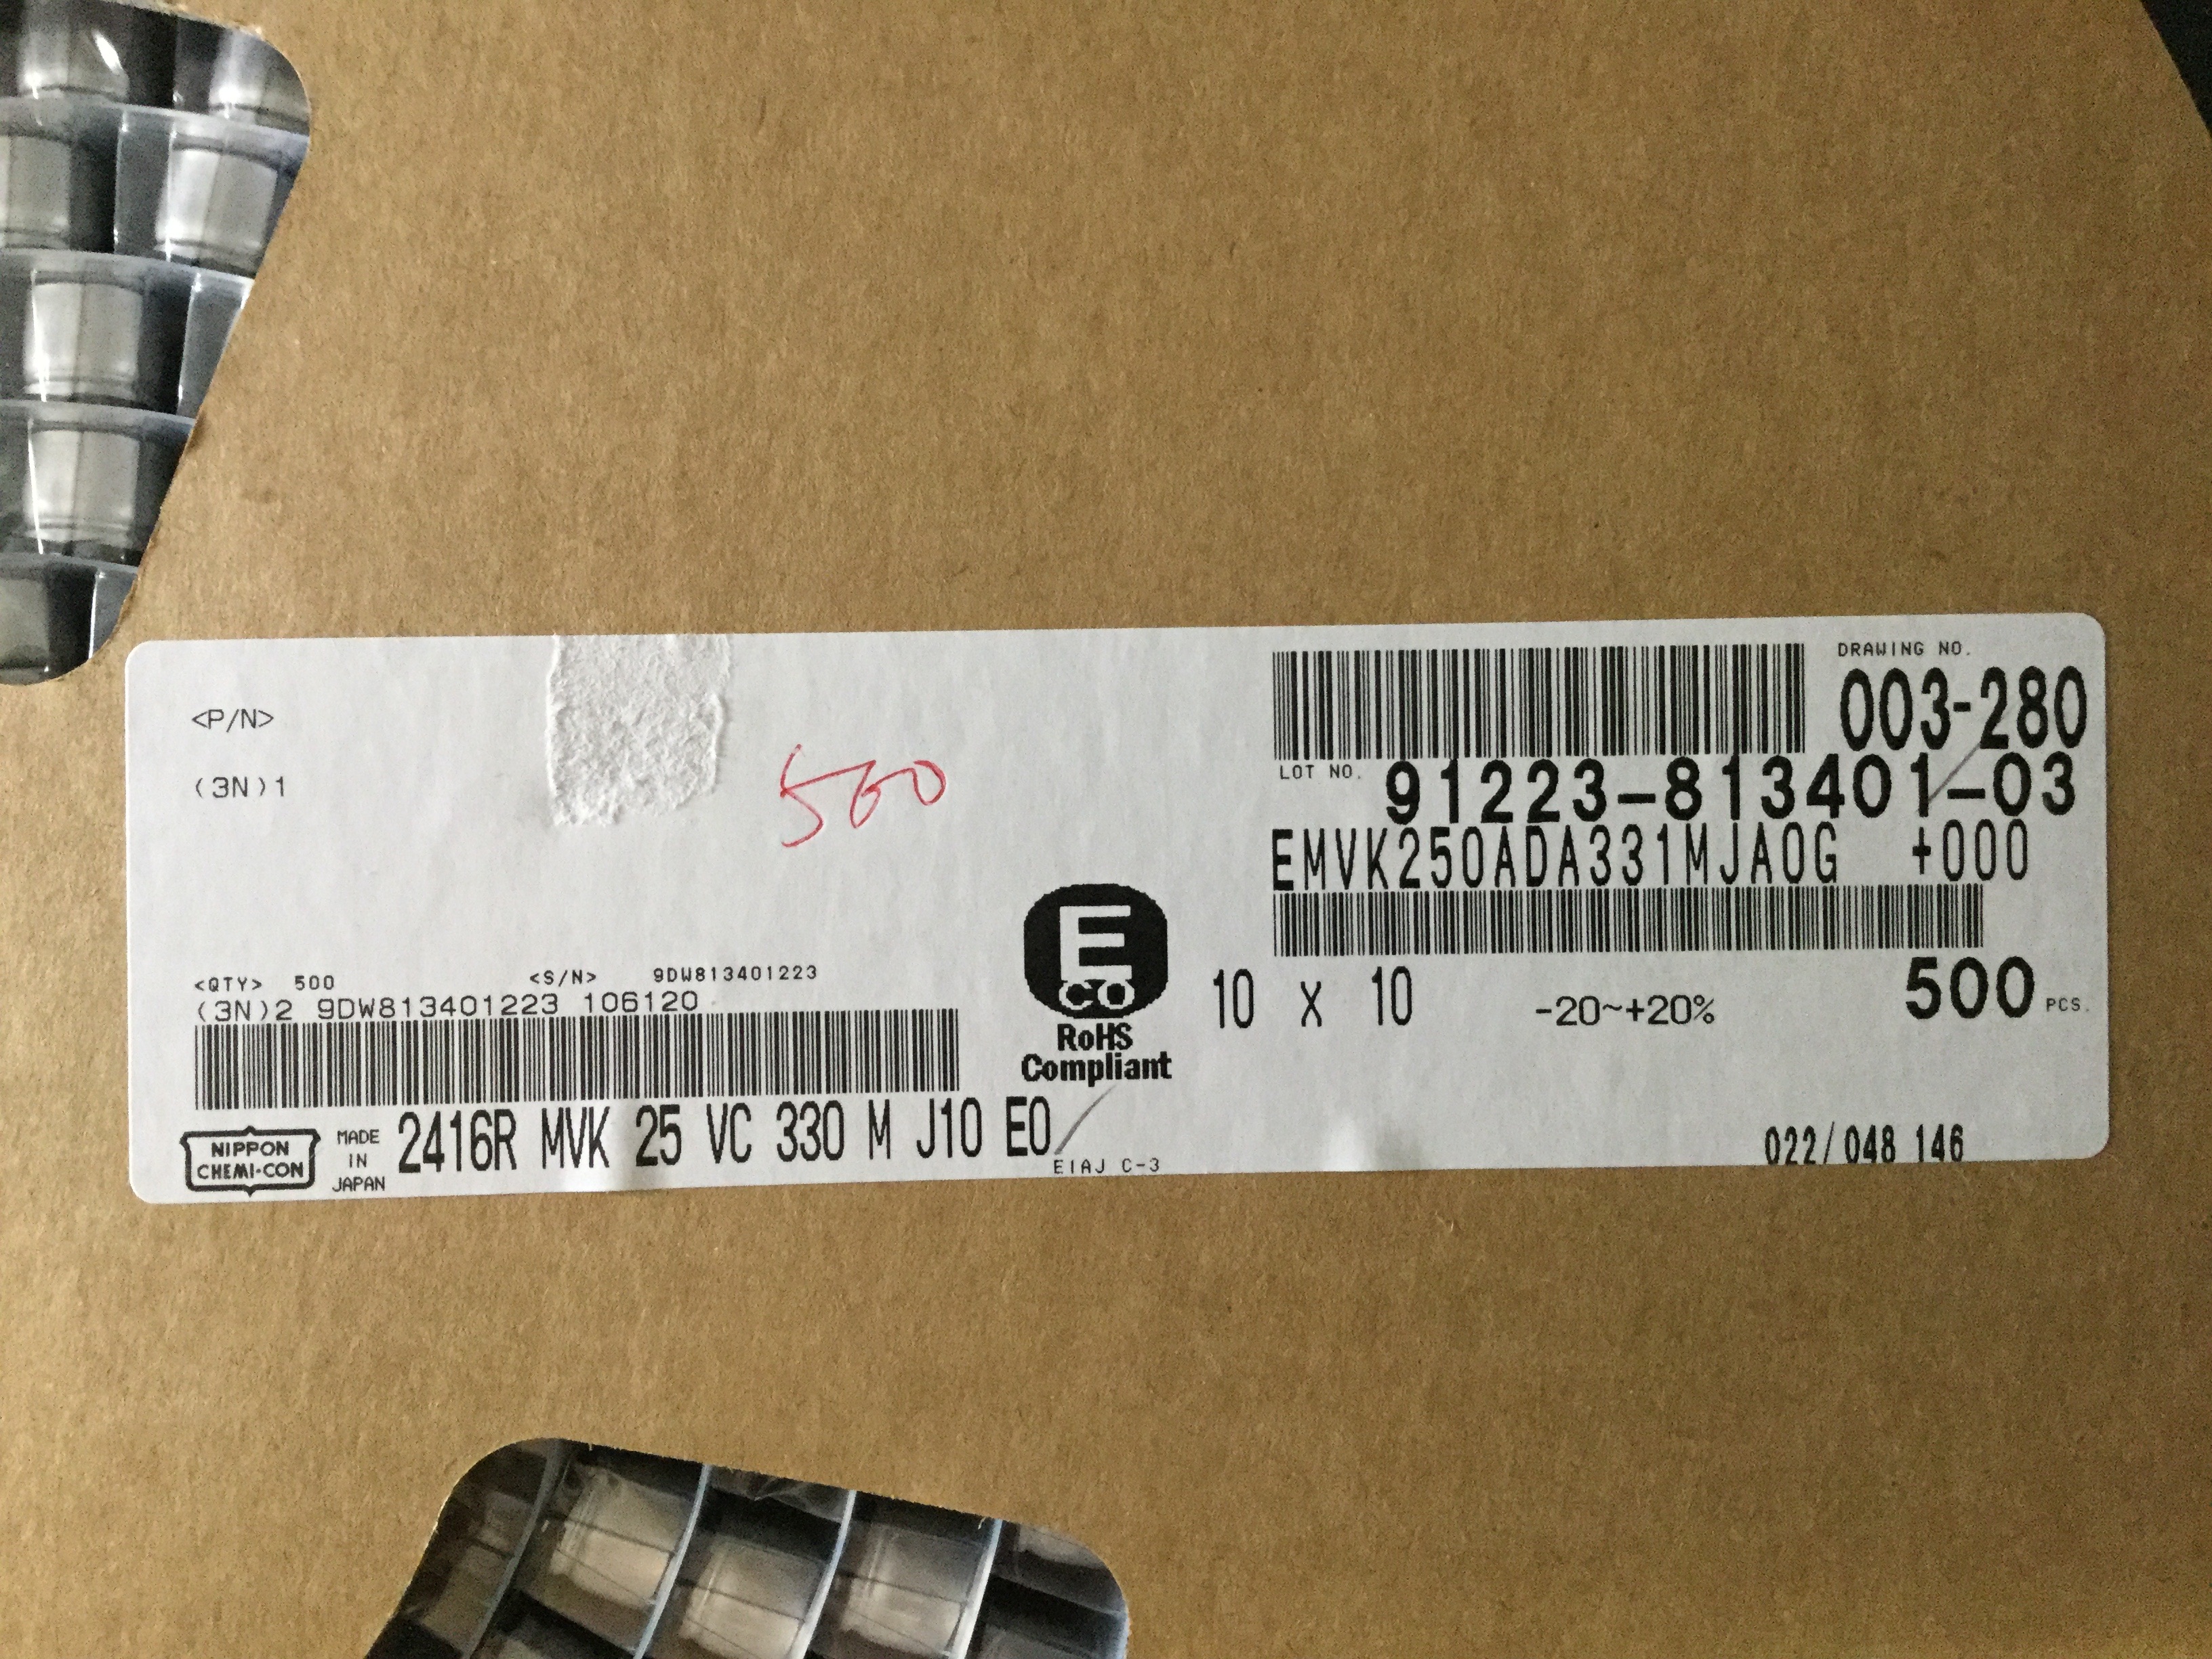 <P/N>
(3N)1
500
<QTY> 500 <S/N> 9DW813401223
(3N)2 9DW813401223 106120
NIPPON
CHEMI-CON
MADE
IN
JAPAN
2416R MVK 25 VC 330 M J10 E0
EIAJ C-3
E
CO
RoHS
Compliant
DRAWING NO.
003-280
LOT NO. 91223-813401-03
EMVK250ADA331MJA0G +000
10 x 10 -20~+20% 500 PCS.
022/048 146